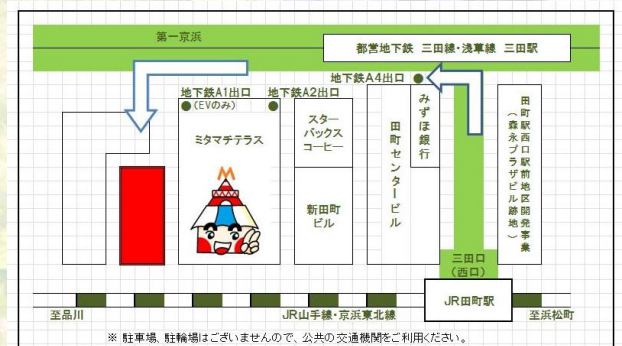 第一京浜
都営地下鉄 三田線・浅草線 三田駅
地下鉄A4出口
地下鉄A1出口
(EVのみ)
地下鉄A2出口
ミタマチテラス
スター
バックス
コーヒー
新田町
ビル
田町センタービル
みずほ銀行
田町駅西口駅前地区開発事業
(森永プラザビル跡地)
三田口
(西口)
JR田町駅
至品川
JR山手線・京浜東北線
至浜松町
※ 駐車場、駐輪場はございませんので、公共の交通機関をご利用ください。